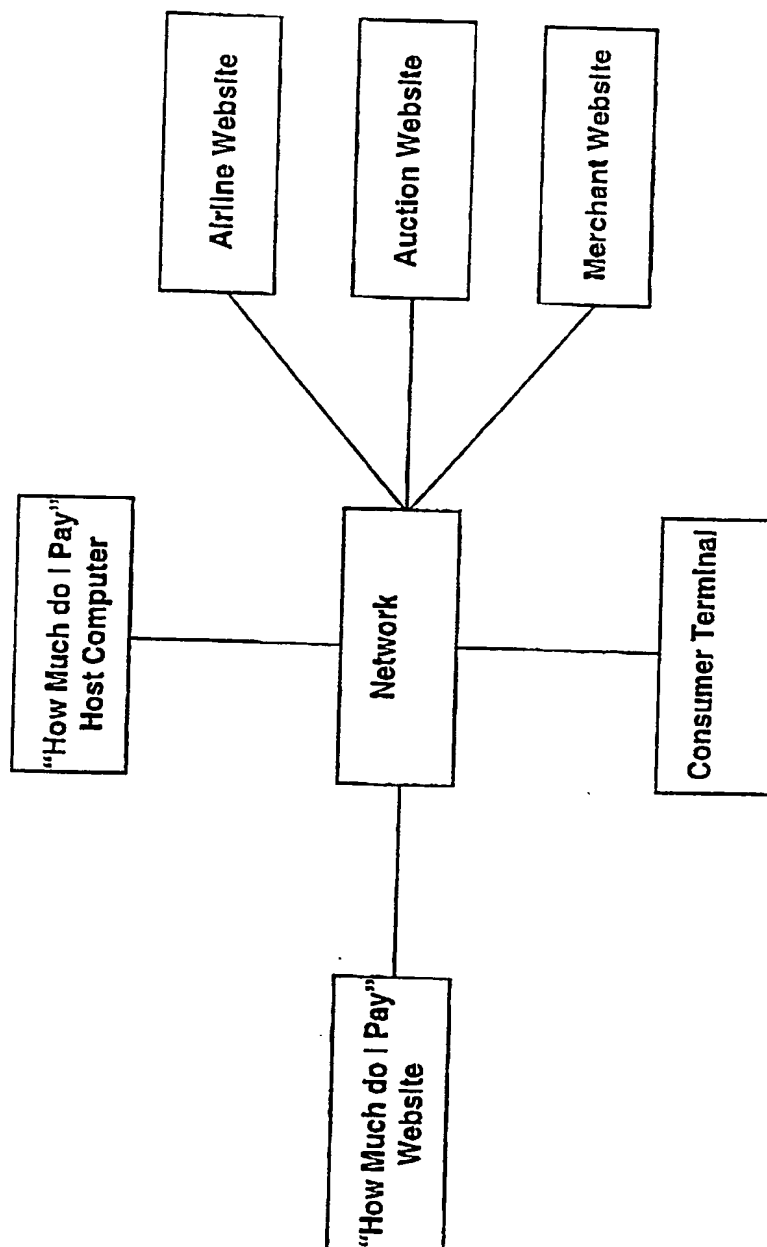 "How Much do I Pay"
Host Computer
Airline Website
Auction Website
Merchant Website
Network
"How Much do I Pay"
Website
Consumer Terminal